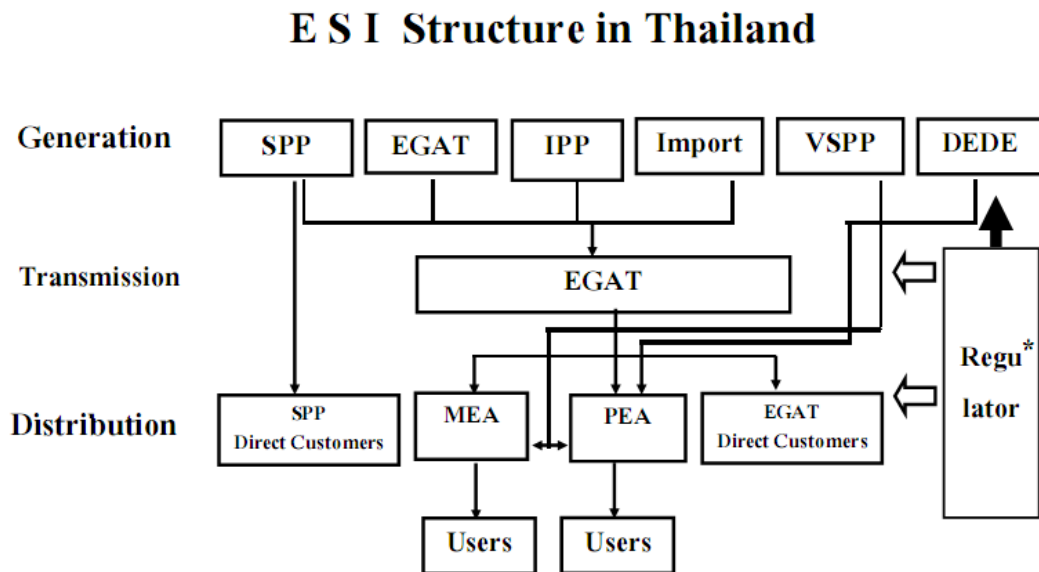 E S I Structure in Thailand
Generation
SPP
EGAT
IPP
Import
VSPP
DEDE
Transmission
EGAT
Regu*
lator
Distribution
SPP
Direct Customers
MEA
PEA
EGAT
Direct Customers
Users
Users